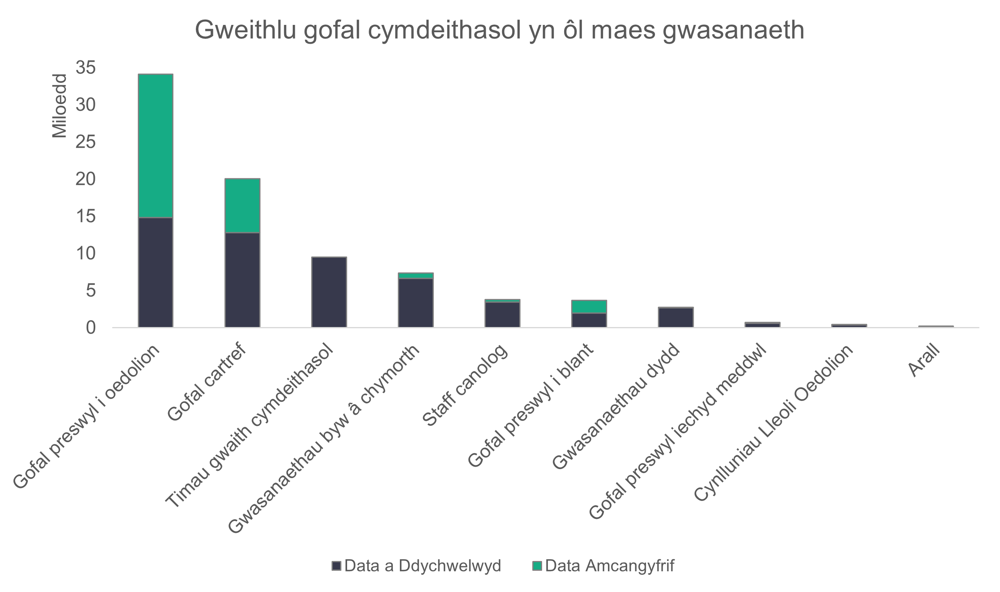 Gweithlu gofal cymdeithasol yn ôl maes gwasanaeth
Miloedd
35
30
25
20
15
10
5
0
Gofal preswyl i oedolion
Gofal cartref
Timau gwaith cymdeithasol
Gwasanaethau byw â chymorth
Staff canolog
Gofal preswyl i blant
Gwasanaethau dydd
Gofal preswyl iechyd meddwl
Cynlluniau Lleoli Oedolion
Arall
Data a Ddychwelwyd
Data Amcangyfrif